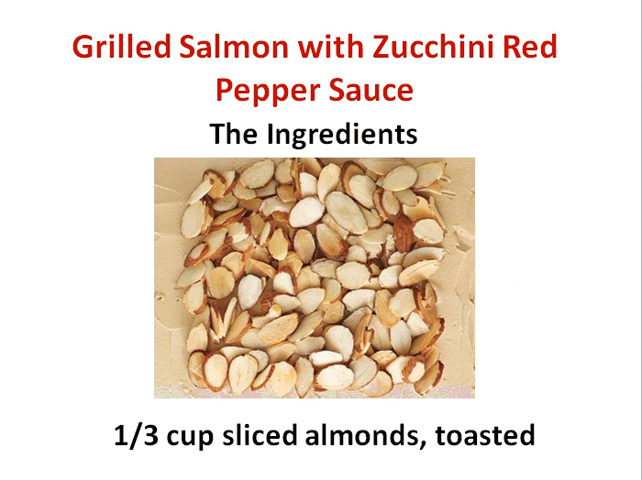 Grilled Salmon with Zucchini Red
Pepper Sauce
The Ingredients
1/3 cup sliced almonds, toasted